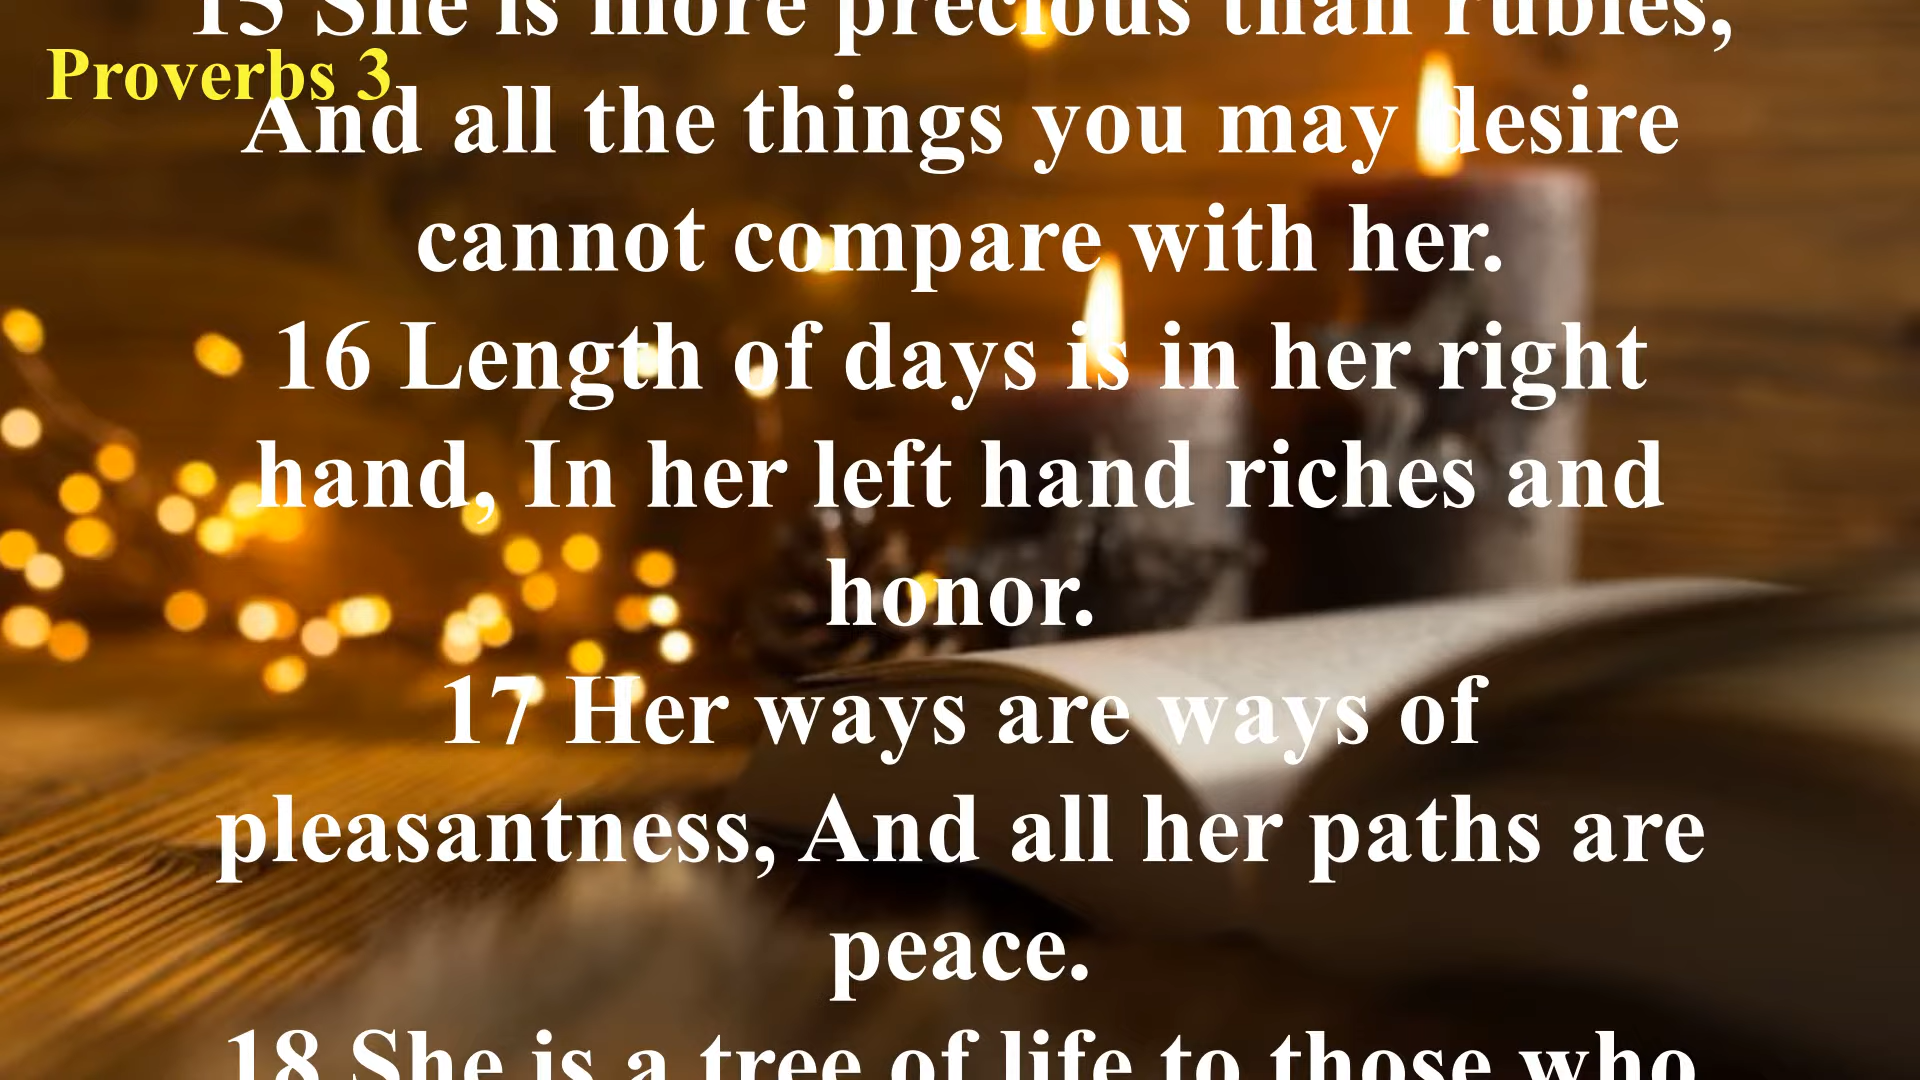 15 She is more precious than rubies,
Proverbs 3
And all the things you may desire
cannot compare with her.
16 Length of days is in her right
hand, In her left hand riches and
honor.
17 Her ways are ways of
pleasantness, And all her paths are
peace.
18 She is a tree of life to those who